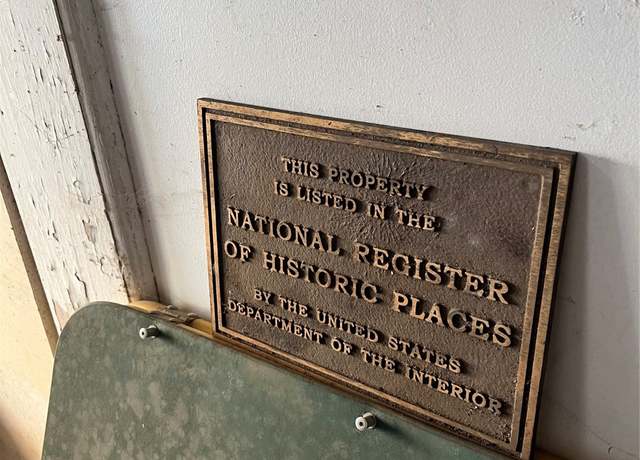 THIS PROPERTY
IS LISTED IN THE
NATIONAL REGISTER
OF HISTORIC PLACES
BY THE UNITED STATES
DEPARTMENT OF THE INTERIOR